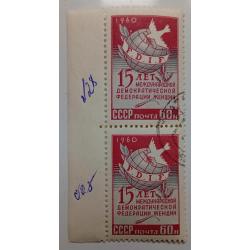 1960
FDIF
15 ЛЕТ
МЕЖДУНАРОДНОЙ
ДЕМОКРАТИЧЕСКОЙ
ФЕДЕРАЦИИ ЖЕНЩИН
СССР ПОЧТА 60К
1960
FDIF
15 ЛЕТ
МЕЖДУНАРОДНОЙ
ДЕМОКРАТИЧЕСКОЙ
ФЕДЕРАЦИИ ЖЕНЩИН
СССР ПОЧТА 60К